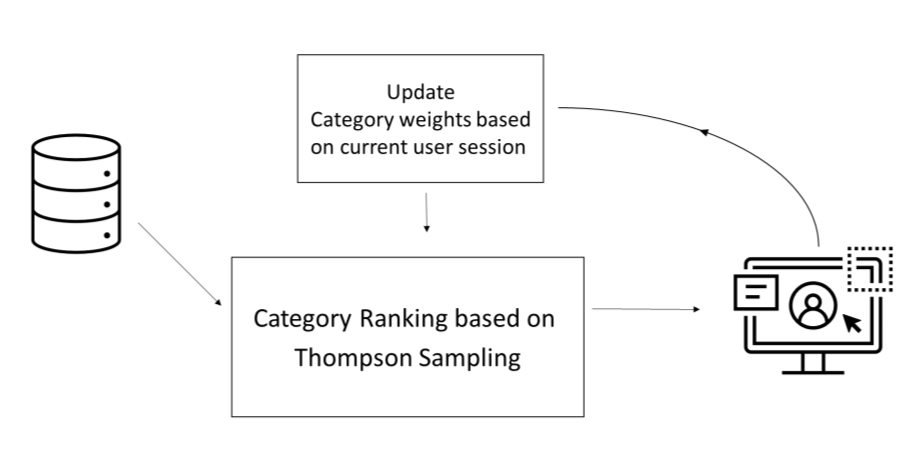 Update
Category weights based
on current user session
Category Ranking based on
Thompson Sampling